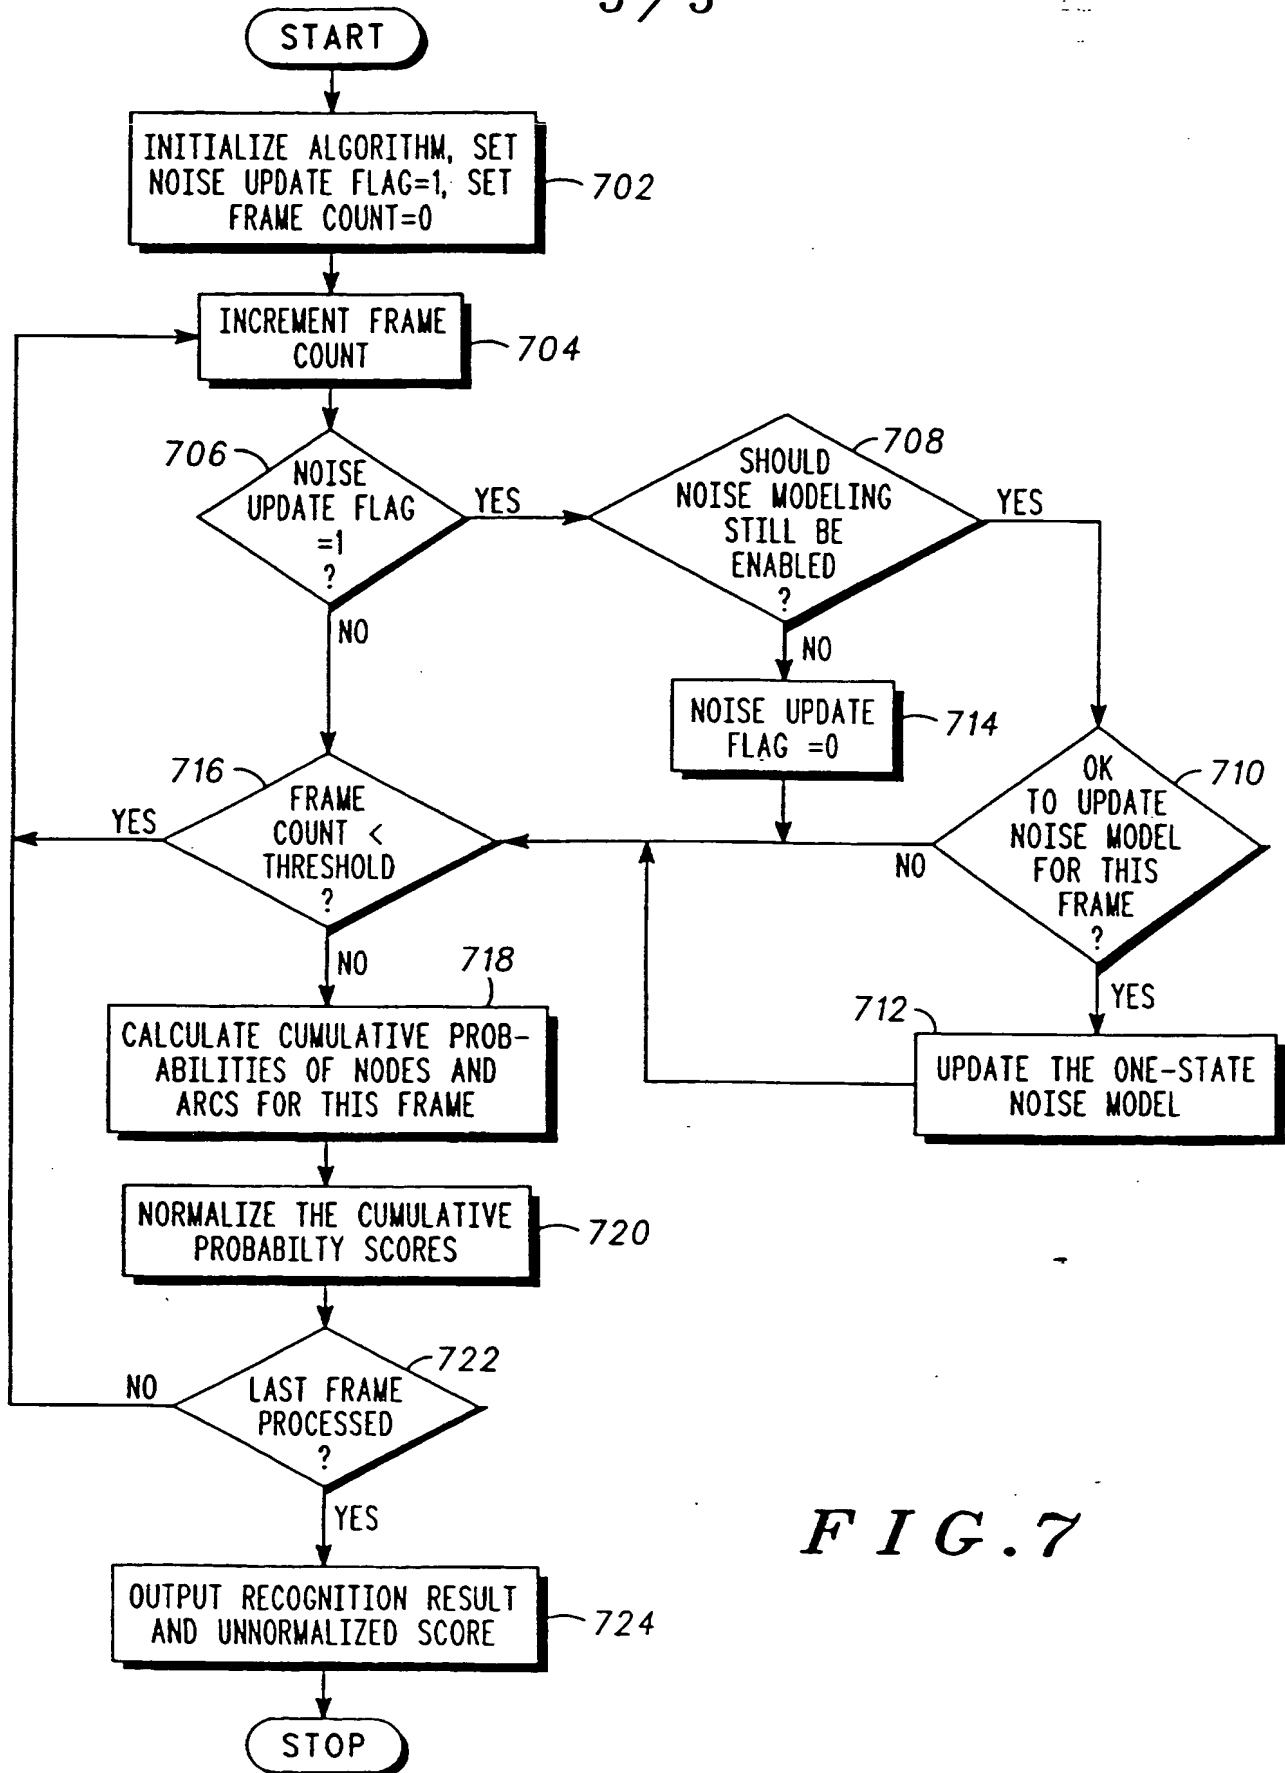 5/5
START
INITIALIZE ALGORITHM, SET
NOISE UPDATE FLAG=1, SET
FRAME COUNT=0
702
INCREMENT FRAME
COUNT
704
706
NOISE
UPDATE FLAG
=1
?
YES
NO
708
SHOULD
NOISE MODELING
STILL BE
ENABLED
?
YES
NO
NOISE UPDATE
FLAG =0
714
710
OK
TO UPDATE
NOISE MODEL
FOR THIS
FRAME
?
NO
YES
712
UPDATE THE ONE-STATE
NOISE MODEL
716
FRAME
COUNT <
THRESHOLD
?
YES
NO
718
CALCULATE CUMULATIVE PROB-
ABILITIES OF NODES AND
ARCS FOR THIS FRAME
NORMALIZE THE CUMULATIVE
PROBABILTY SCORES
720
722
LAST FRAME
PROCESSED
?
NO
YES
OUTPUT RECOGNITION RESULT
AND UNNORMALIZED SCORE
724
STOP
FIG.7